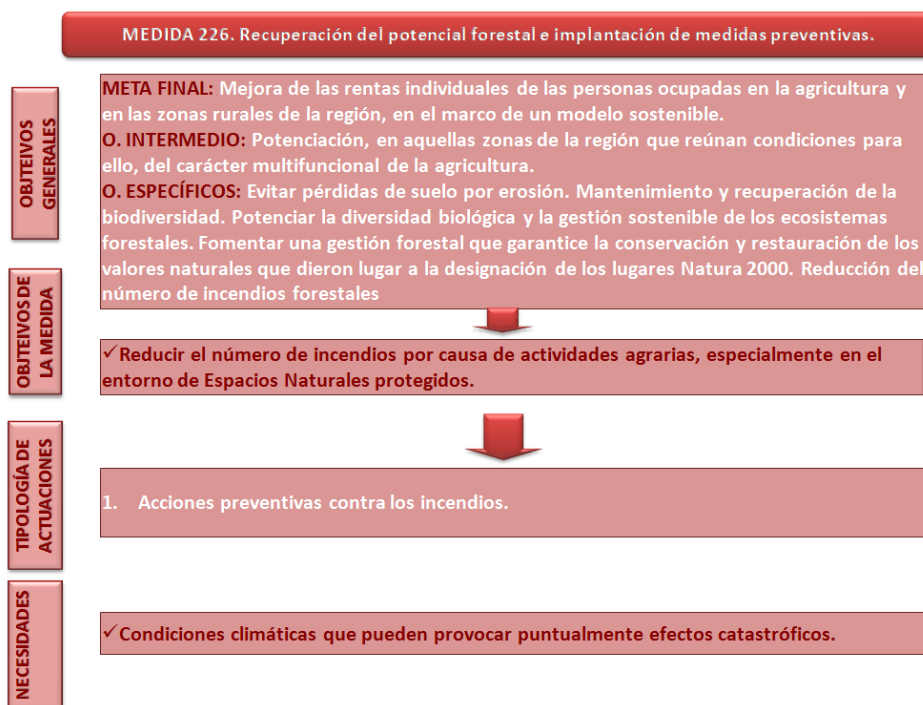 MEDIDA 226. Recuperación del potencial forestal e implantación de medidas preventivas.
OBJTEIVOS
GENERALES
META FINAL: Mejora de las rentas individuales de las personas ocupadas en la agricultura y
en las zonas rurales de la región, en el marco de un modelo sostenible.
O. INTERMEDIO: Potenciación, en aquellas zonas de la región que reúnan condiciones para
ello, del carácter multifuncional de la agricultura.
O. ESPECÍFICOS: Evitar pérdidas de suelo por erosión. Mantenimiento y recuperación de la
biodiversidad. Potenciar la diversidad biológica y la gestión sostenible de los ecosistemas
forestales. Fomentar una gestión forestal que garantice la conservación y restauración de los
valores naturales que dieron lugar a la designación de los lugares Natura 2000. Reducción del
número de incendios forestales
OBJTEIVOS DE
LA MEDIDA
✓Reducir el número de incendios por causa de actividades agrarias, especialmente en el
entorno de Espacios Naturales protegidos.
TIPOLOGÍA DE
ACTUACIONES
1. Acciones preventivas contra los incendios.
NECESIDADES
✓Condiciones climáticas que pueden provocar puntualmente efectos catastróficos.